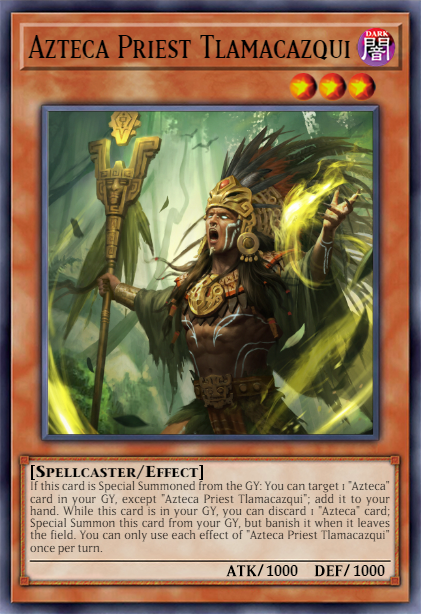 AZTECA PRIEST TLAMACAZQUI
DARK
闇
[SPELLCASTER/EFFECT]
If this card is Special Summoned from the GY: You can target 1 "Azteca"
card in your GY, except "Azteca Priest Tlamacazqui"; add it to your
hand. While this card is in your GY, you can discard 1 "Azteca" card;
Special Summon this card from your GY, but banish it when it leaves
the field. You can only use each effect of "Azteca Priest Tlamacazqui"
once per turn.
ATK/1000 DEF/1000